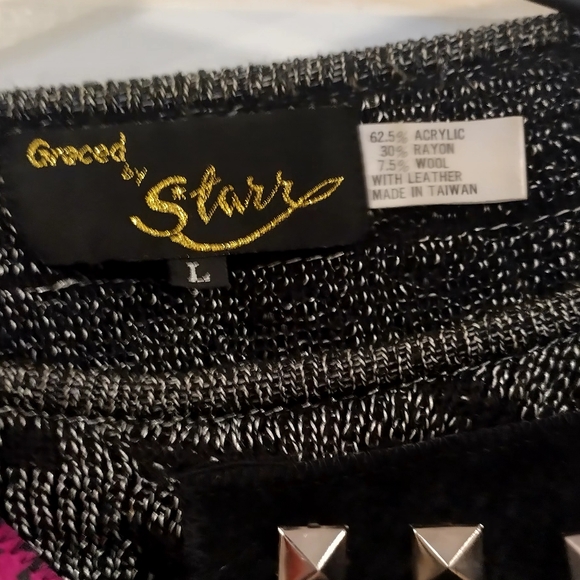 Graced
by
Starr
L
62.5% ACRYLIC
30% RAYON
7.5% WOOL
WITH LEATHER
MADE IN TAIWAN